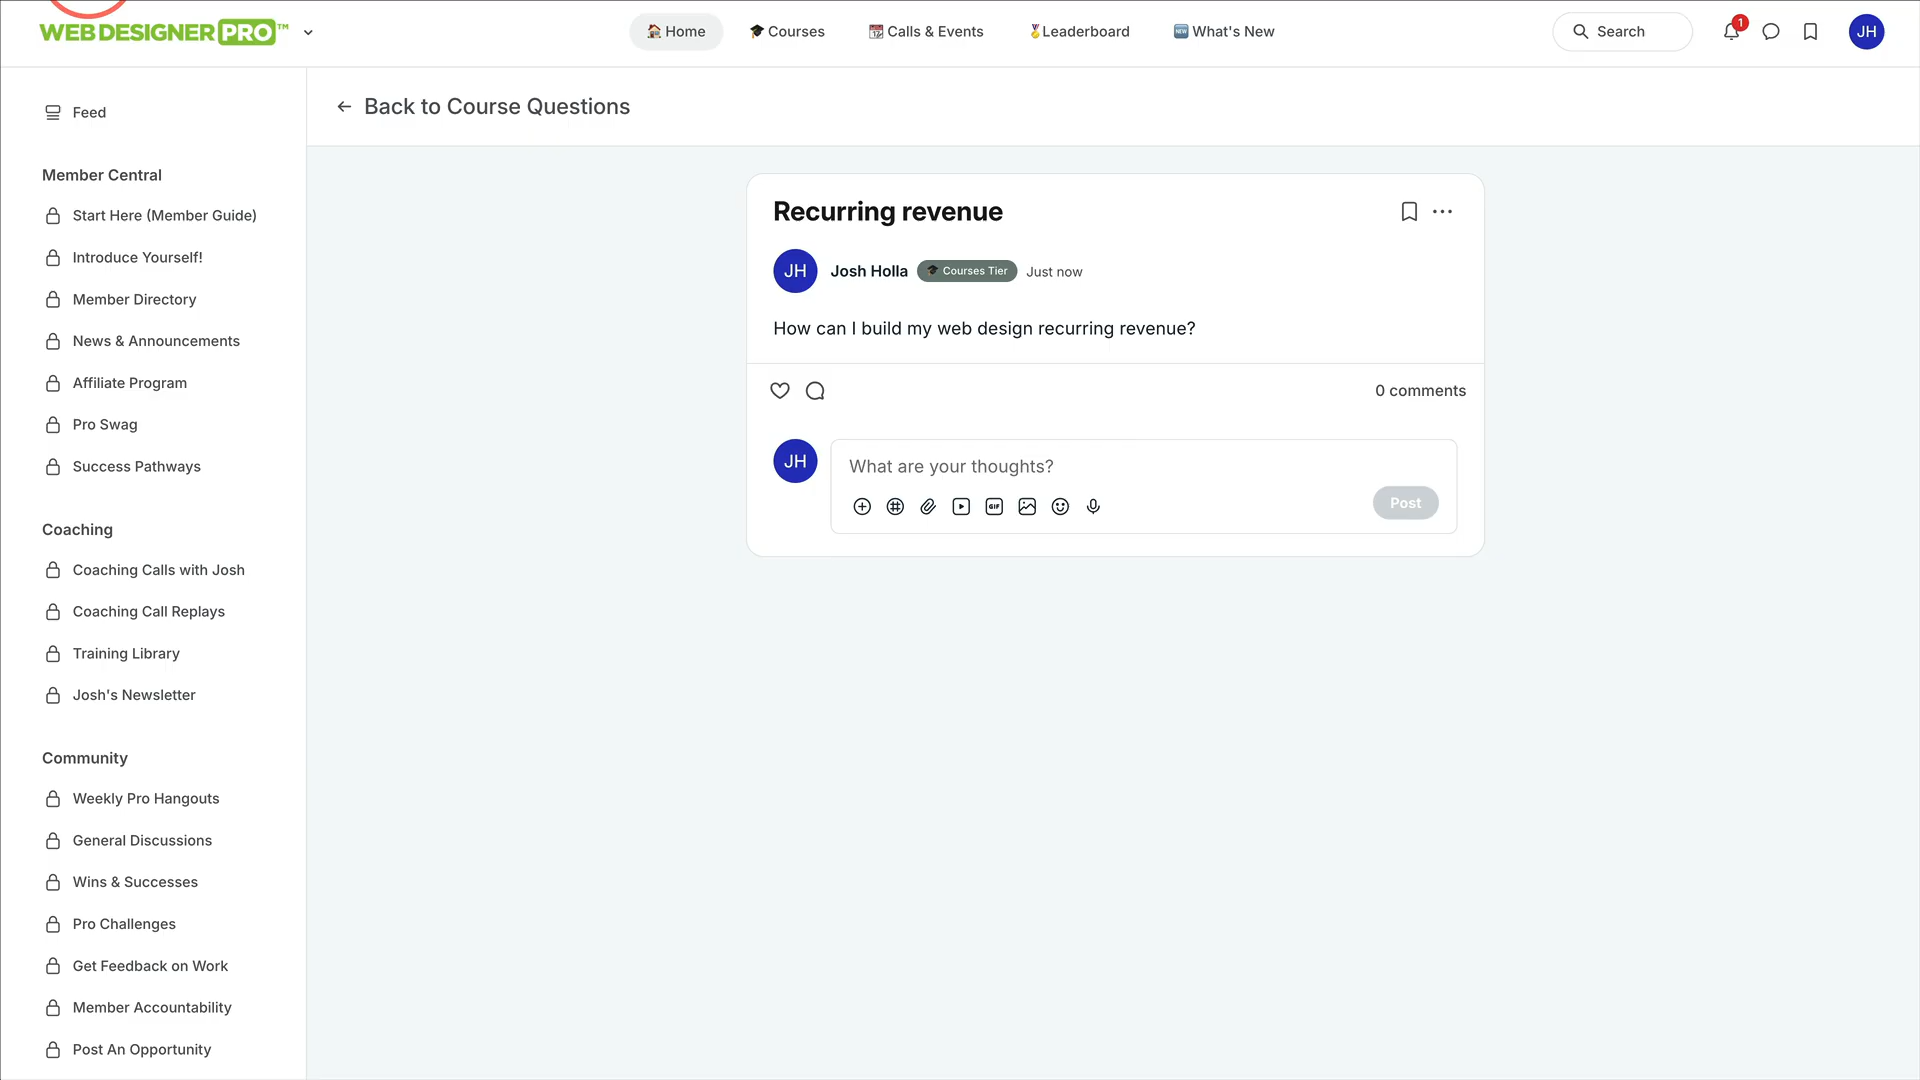 WEB DESIGNER PRO™
Home
Courses
Calls & Events
Leaderboard
What's New
Search
1
JH
Feed
Member Central
Start Here (Member Guide)
Introduce Yourself!
Member Directory
News & Announcements
Affiliate Program
Pro Swag
Success Pathways
Coaching
Coaching Calls with Josh
Coaching Call Replays
Training Library
Josh's Newsletter
Community
Weekly Pro Hangouts
General Discussions
Wins & Successes
Pro Challenges
Get Feedback on Work
Member Accountability
Post An Opportunity
Back to Course Questions
Recurring revenue
JH
Josh Holla
Courses Tier
Just now
How can I build my web design recurring revenue?
0 comments
JH
What are your thoughts?
GIF
Post